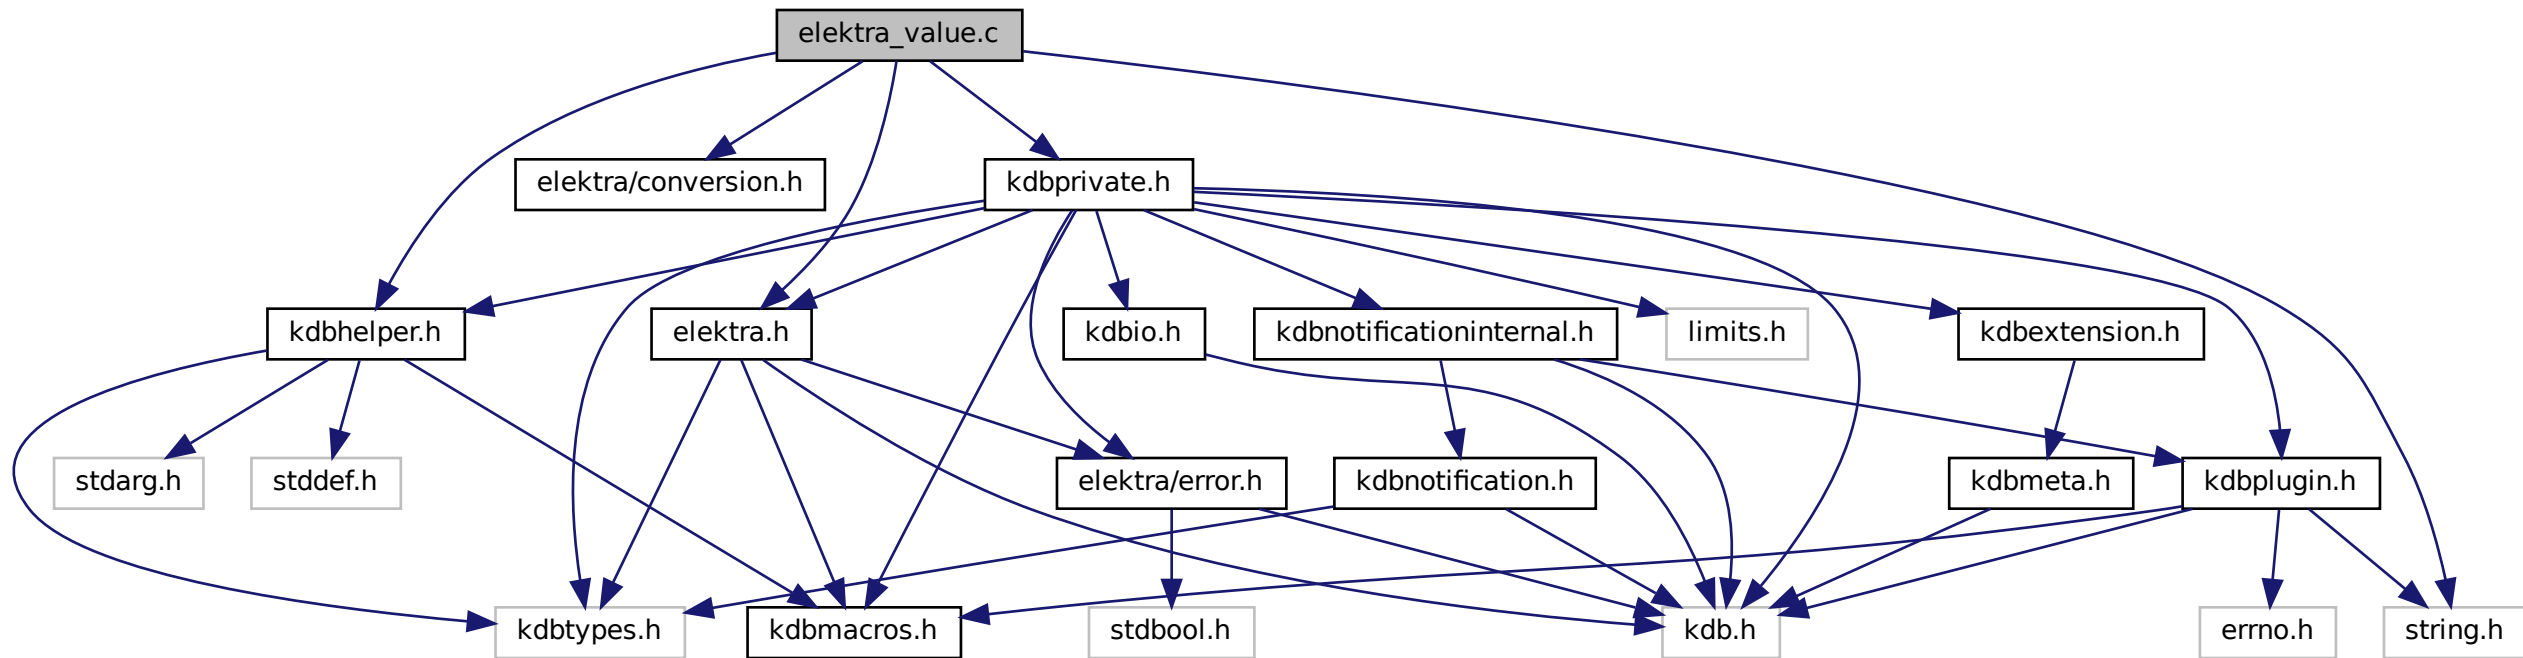 elektra_value.c
elektra/conversion.h
kdbprivate.h
kdbhelper.h
elektra.h
kdbio.h
kdbnotificationinternal.h
limits.h
kdbextension.h
stdarg.h
stddef.h
elektra/error.h
kdbnotification.h
kdbmeta.h
kdbplugin.h
kdbtypes.h
kdbmacros.h
stdbool.h
kdb.h
errno.h
string.h